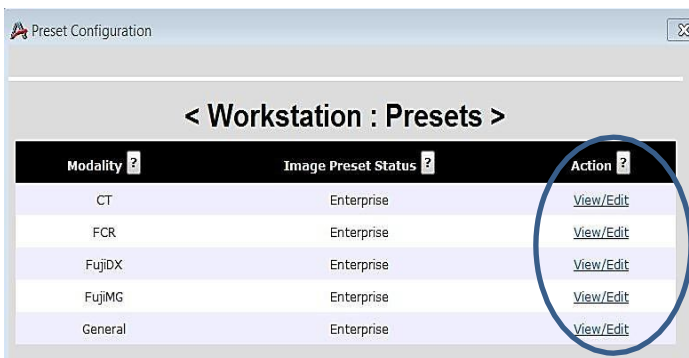 Preset Configuration
< Workstation : Presets >
Modality ? Image Preset Status ? Action ?
CT Enterprise View/Edit
FCR Enterprise View/Edit
FujiDX Enterprise View/Edit
FujiMG Enterprise View/Edit
General Enterprise View/Edit